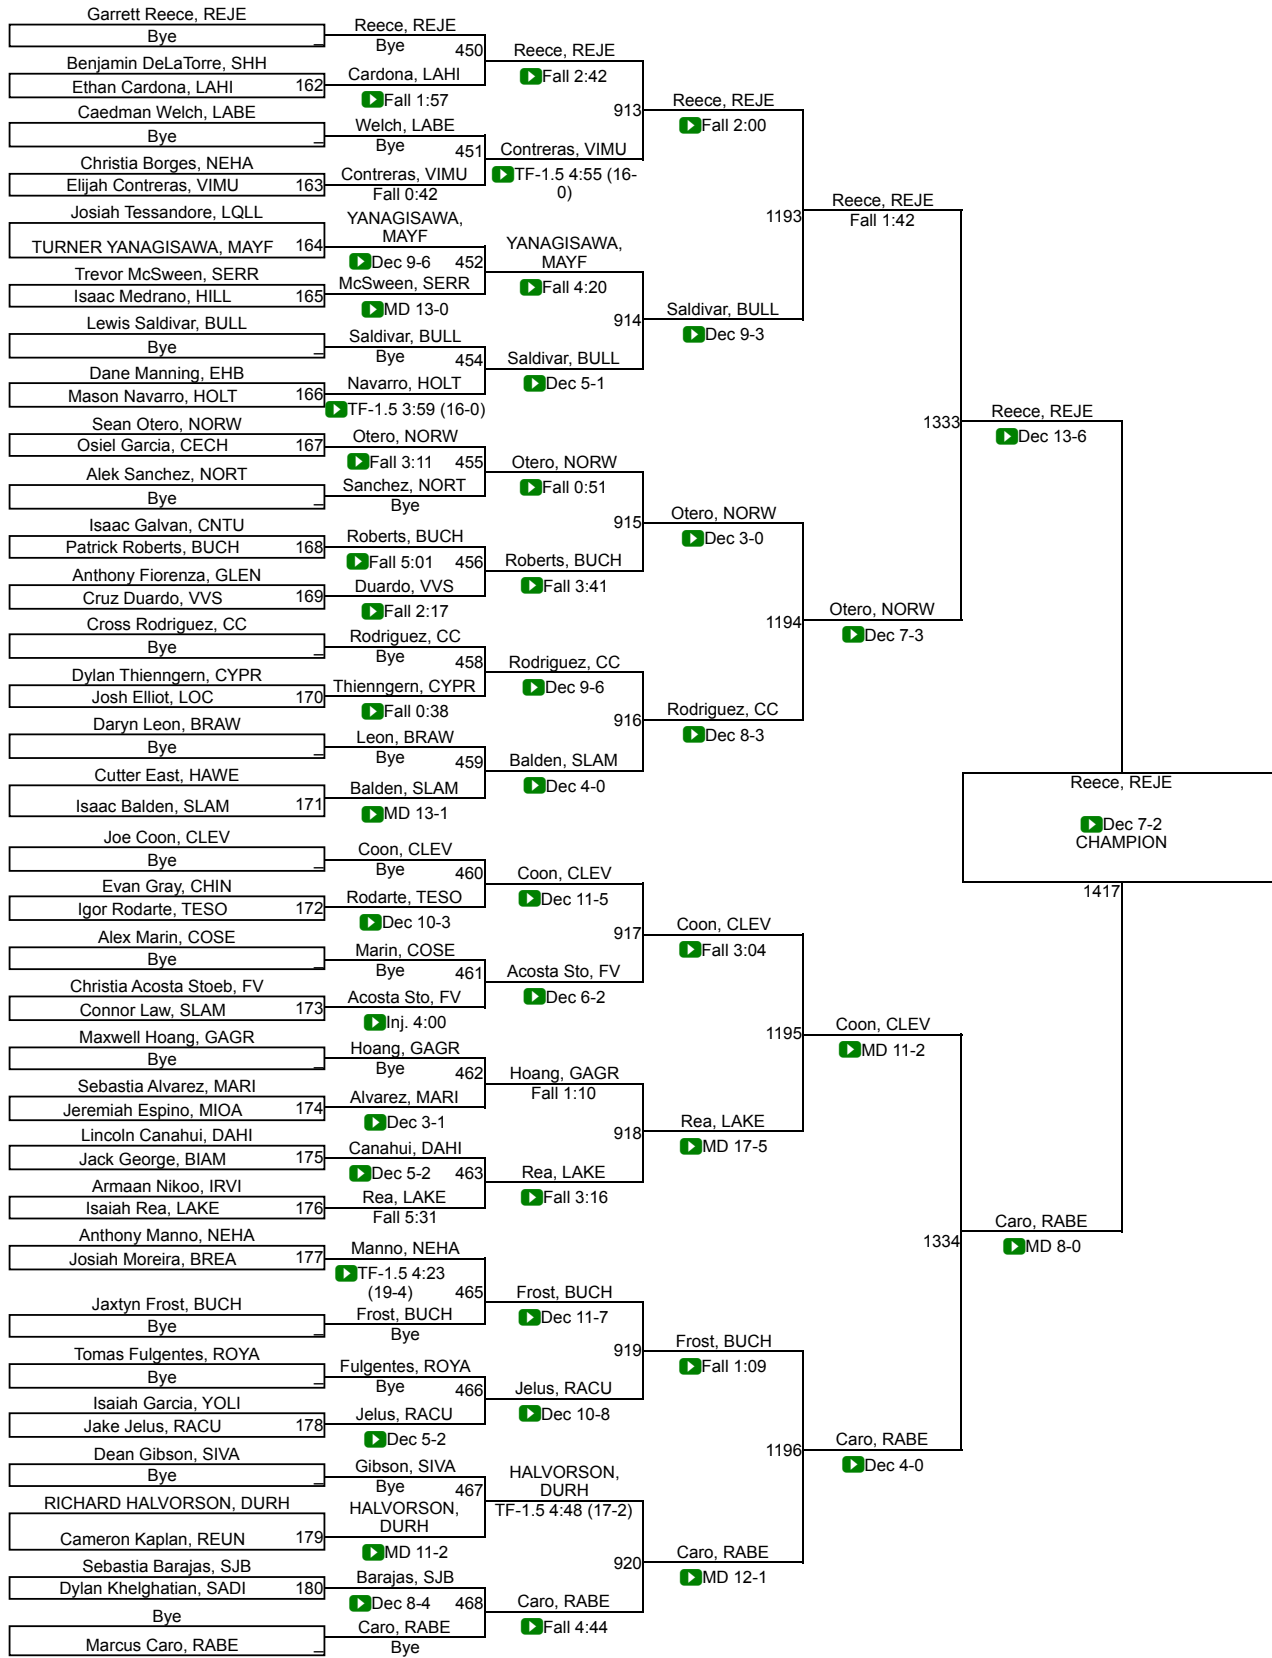 Garrett Reece, REJE
Bye _
Benjamin DeLaTorre, SHH
Ethan Cardona, LAHI 162
Caedman Welch, LABE
Bye _
Christia Borges, NEHA
Elijah Contreras, VIMU 163
Josiah Tessandore, LQLL
TURNER YANAGISAWA, MAYF 164
Trevor McSween, SERR
Isaac Medrano, HILL 165
Lewis Saldivar, BULL
Bye _
Dane Manning, EHB
Mason Navarro, HOLT 166
Sean Otero, NORW
Osiel Garcia, CECH 167
Alek Sanchez, NORT
Bye _
Isaac Galvan, CNTU
Patrick Roberts, BUCH 168
Anthony Fiorenza, GLEN
Cruz Duardo, VVS 169
Cross Rodriguez, CC
Bye _
Dylan Thienngern, CYPR
Josh Elliot, LOC 170
Daryn Leon, BRAW
Bye _
Cutter East, HAWE
Isaac Balden, SLAM 171
Joe Coon, CLEV
Bye _
Evan Gray, CHIN
Igor Rodarte, TESO 172
Alex Marin, COSE
Bye _
Christia Acosta Stoeb, FV
Connor Law, SLAM 173
Maxwell Hoang, GAGR
Bye _
Sebastia Alvarez, MARI
Jeremiah Espino, MIOA 174
Lincoln Canahui, DAHI
Jack George, BIAM 175
Armaan Nikoo, IRVI
Isaiah Rea, LAKE 176
Anthony Manno, NEHA
Josiah Moreira, BREA 177
Jaxtyn Frost, BUCH
Bye _
Tomas Fulgentes, ROYA
Bye _
Isaiah Garcia, YOLI
Jake Jelus, RACU 178
Dean Gibson, SIVA
Bye _
RICHARD HALVORSON, DURH
Cameron Kaplan, REUN 179
Sebastia Barajas, SJB
Dylan Khelghatian, SADI 180
Bye
Marcus Caro, RABE _
Reece, REJE
Bye 450
Cardona, LAHI
Fall 1:57
Welch, LABE
Bye 451
Contreras, VIMU
Fall 0:42
YANAGISAWA,
MAYF
Dec 9-6 452
McSween, SERR
MD 13-0
Saldivar, BULL
Bye 454
Navarro, HOLT
TF-1.5 3:59 (16-0)
Otero, NORW
Fall 3:11 455
Sanchez, NORT
Bye
Roberts, BUCH
Fall 5:01 456
Duardo, VVS
Fall 2:17
Rodriguez, CC
Bye 458
Thienngern, CYPR
Fall 0:38
Leon, BRAW
Bye 459
Balden, SLAM
MD 13-1
Coon, CLEV
Bye 460
Rodarte, TESO
Dec 10-3
Marin, COSE
Bye 461
Acosta Sto, FV
Inj. 4:00
Hoang, GAGR
Bye 462
Alvarez, MARI
Dec 3-1
Canahui, DAHI
Dec 5-2 463
Rea, LAKE
Fall 5:31
Manno, NEHA
TF-1.5 4:23
(19-4) 465
Frost, BUCH
Bye
Fulgentes, ROYA
Bye 466
Jelus, RACU
Dec 5-2
Gibson, SIVA
Bye 467
HALVORSON,
DURH
MD 11-2
Barajas, SJB
Dec 8-4 468
Caro, RABE
Bye
Reece, REJE
Fall 2:42
913
Contreras, VIMU
TF-1.5 4:55 (16-
0)
YANAGISAWA,
MAYF
Fall 4:20
914
Saldivar, BULL
Dec 5-1
Otero, NORW
Fall 0:51
915
Roberts, BUCH
Fall 3:41
Rodriguez, CC
Dec 9-6
916
Balden, SLAM
Dec 4-0
Coon, CLEV
Dec 11-5
917
Acosta Sto, FV
Dec 6-2
Hoang, GAGR
Fall 1:10
918
Rea, LAKE
Fall 3:16
Frost, BUCH
Dec 11-7
919
Jelus, RACU
Dec 10-8
HALVORSON,
DURH
TF-1.5 4:48 (17-2)
920
Caro, RABE
Fall 4:44
Reece, REJE
Fall 2:00
1193
Saldivar, BULL
Dec 9-3
Otero, NORW
Dec 3-0
1194
Rodriguez, CC
Dec 8-3
Coon, CLEV
Fall 3:04
1195
Rea, LAKE
MD 17-5
Frost, BUCH
Fall 1:09
1196
Caro, RABE
MD 12-1
Reece, REJE
Fall 1:42
1333
Otero, NORW
Dec 7-3
Coon, CLEV
MD 11-2
1334
Caro, RABE
Dec 4-0
Reece, REJE
Dec 13-6
Reece, REJE
Dec 7-2
CHAMPION
1417
Caro, RABE
MD 8-0